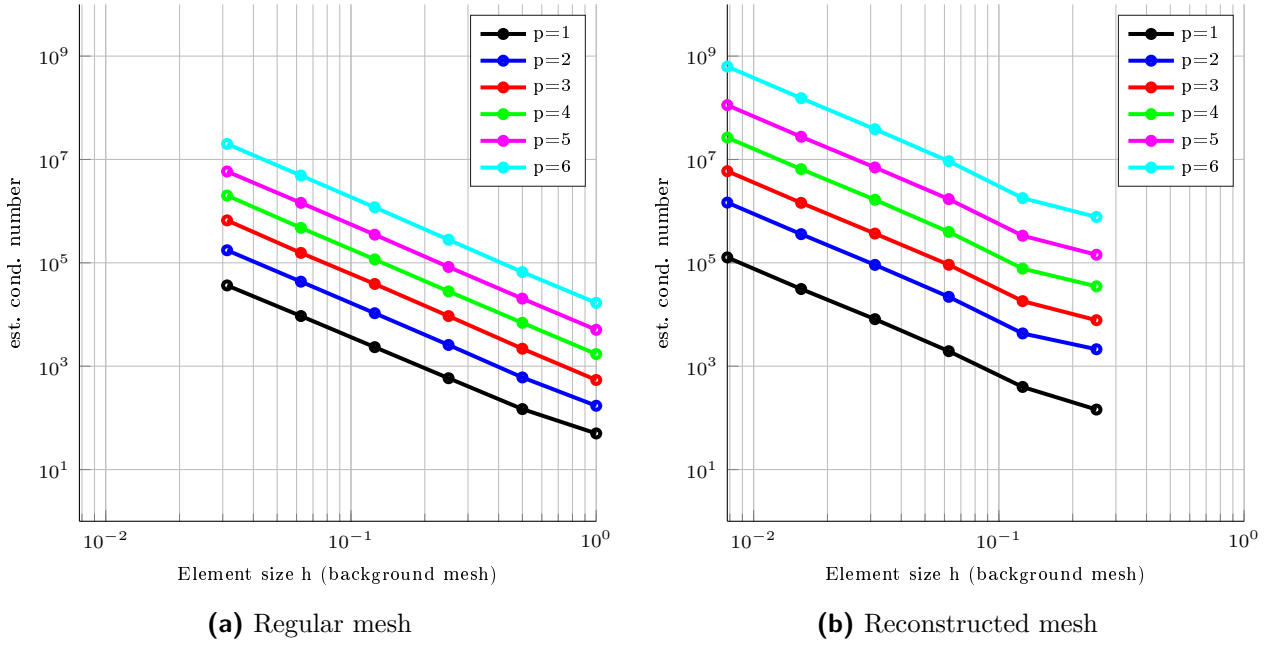 10^9
10^7
10^5
10^3
10^1
est. cond. number
10^−2
10^−1
10^0
Element size h (background mesh)
p=1
p=2
p=3
p=4
p=5
p=6
(a) Regular mesh
10^9
10^7
10^5
10^3
10^1
est. cond. number
10^−2
10^−1
10^0
Element size h (background mesh)
p=1
p=2
p=3
p=4
p=5
p=6
(b) Reconstructed mesh